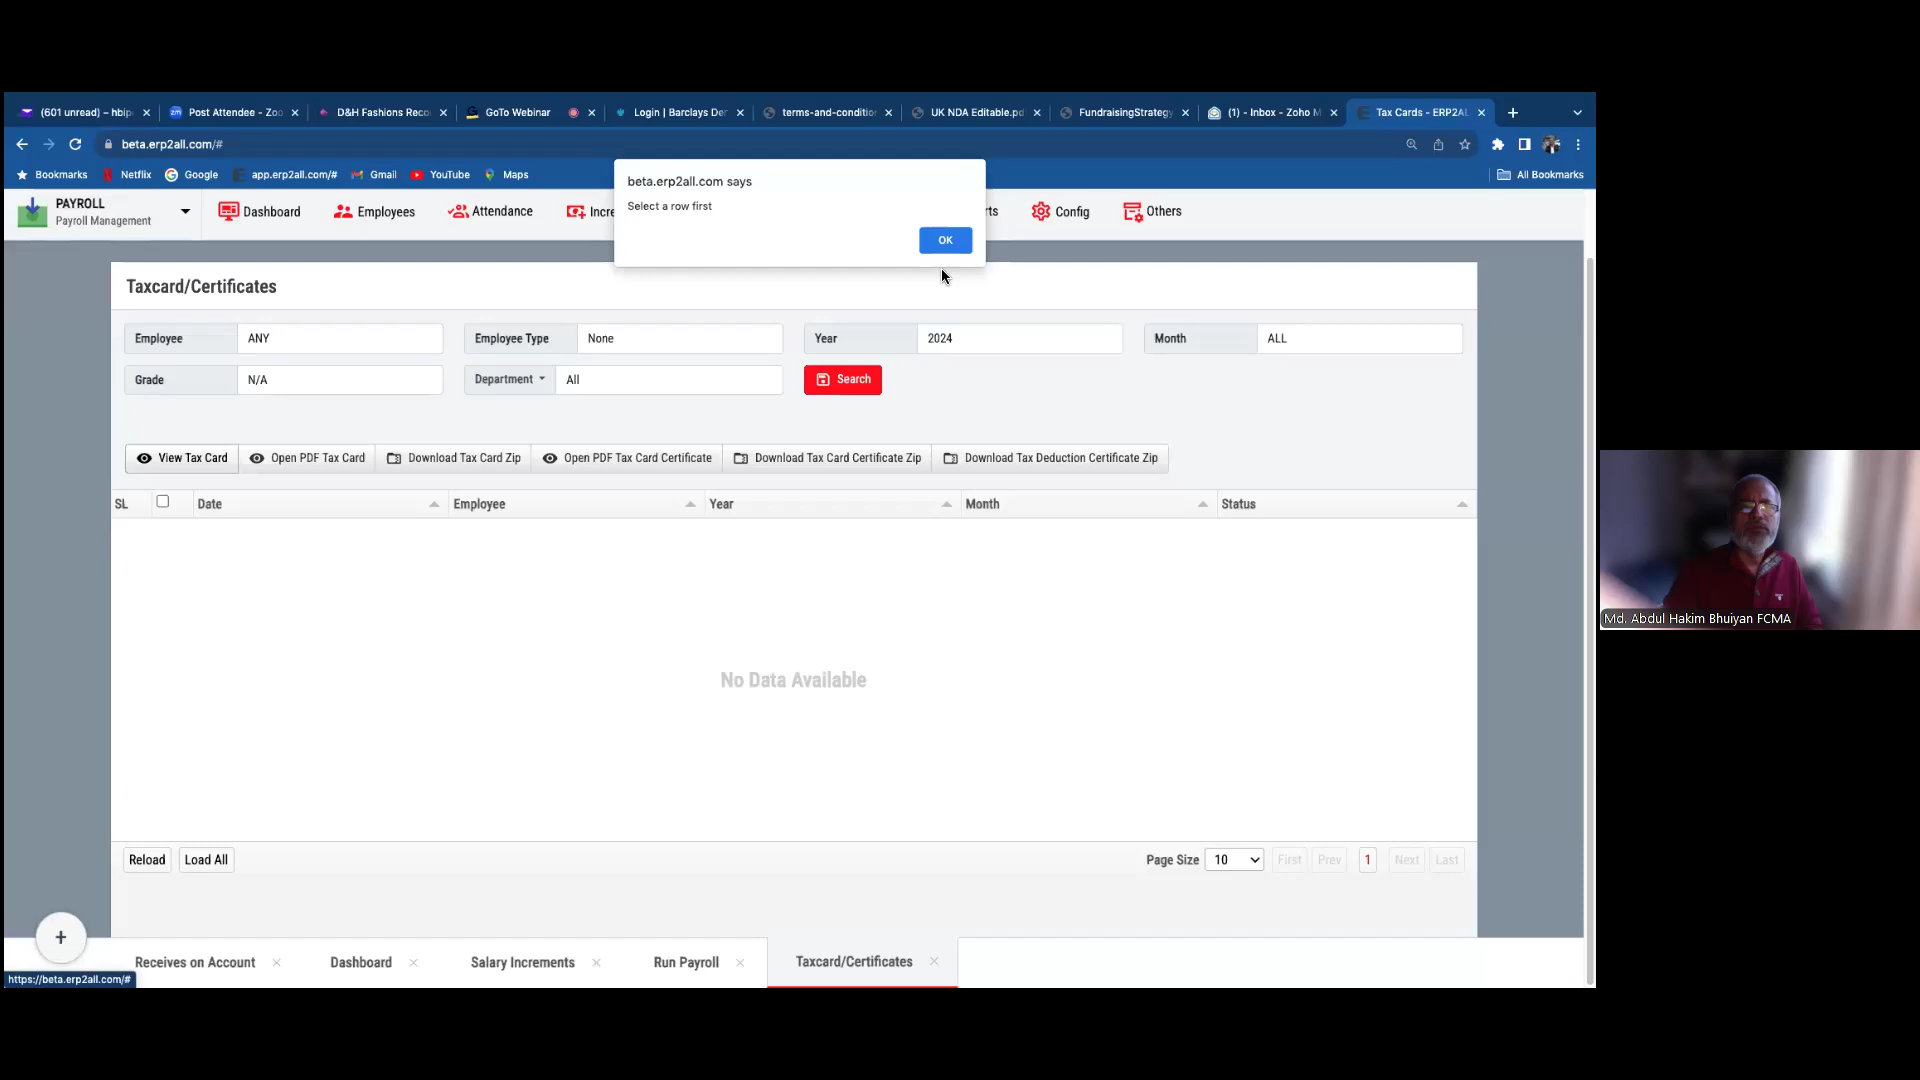 (601 unread) – hbip
Post Attendee - Zoo
D&H Fashions Reco
GoTo Webinar
Login | Barclays Der
terms-and-conditio
UK NDA Editable.pd
FundraisingStrategy
(1) - Inbox - Zoho M
Tax Cards - ERP2AL
beta.erp2all.com/#
Bookmarks
Netflix
Google
app.erp2all.com/#
Gmail
YouTube
Maps
All Bookmarks
beta.erp2all.com says
Select a row first
OK
PAYROLL
Payroll Management
Dashboard
Employees
Attendance
Incre
rts
Config
Others
Taxcard/Certificates
Employee ANY
Employee Type None
Year 2024
Month ALL
Grade N/A
Department All
Search
View Tax Card
Open PDF Tax Card
Download Tax Card Zip
Open PDF Tax Card Certificate
Download Tax Card Certificate Zip
Download Tax Deduction Certificate Zip
SL Date Employee Year Month Status
No Data Available
Md. Abdul Hakim Bhuiyan FCMA
Reload Load All
Page Size 10 First Prev 1 Next Last
+
Receives on Account
Dashboard
Salary Increments
Run Payroll
Taxcard/Certificates
https://beta.erp2all.com/#